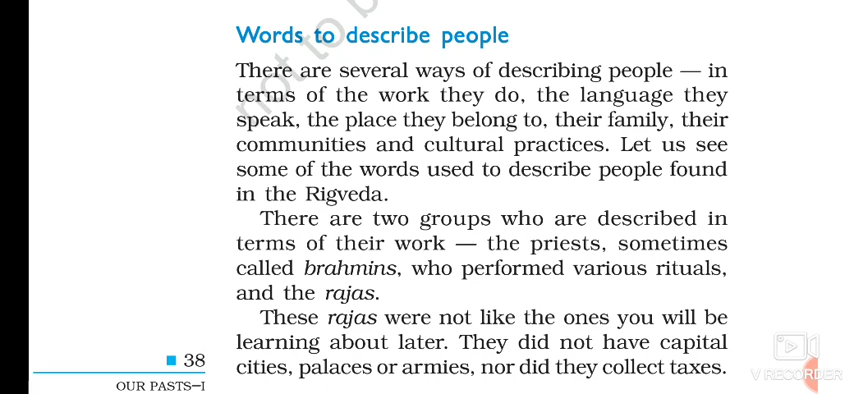 not to b
Words to describe people
There are several ways of describing people — in
terms of the work they do, the language they
speak, the place they belong to, their family, their
communities and cultural practices. Let us see
some of the words used to describe people found
in the Rigveda.
There are two groups who are described in
terms of their work — the priests, sometimes
called brahmins, who performed various rituals,
and the rajas.
These rajas were not like the ones you will be
learning about later. They did not have capital
cities, palaces or armies, nor did they collect taxes.
38
OUR PASTS–I
V RECORDER